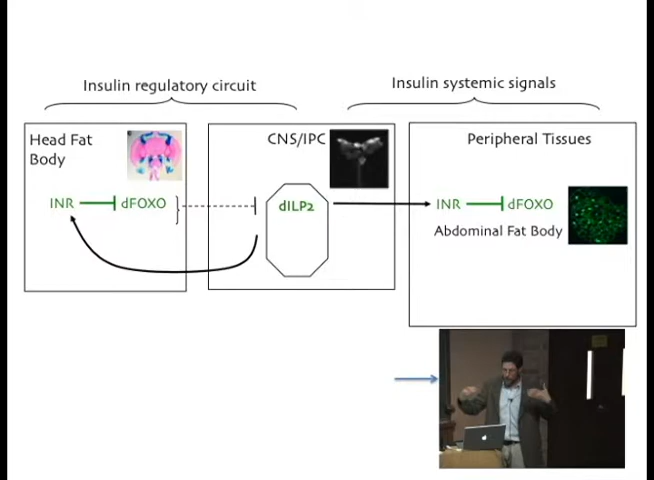 Insulin regulatory circuit
Insulin systemic signals
Head Fat
Body
CNS/IPC
Peripheral Tissues
INR
dFOXO
dILP2
INR
dFOXO
Abdominal Fat Body